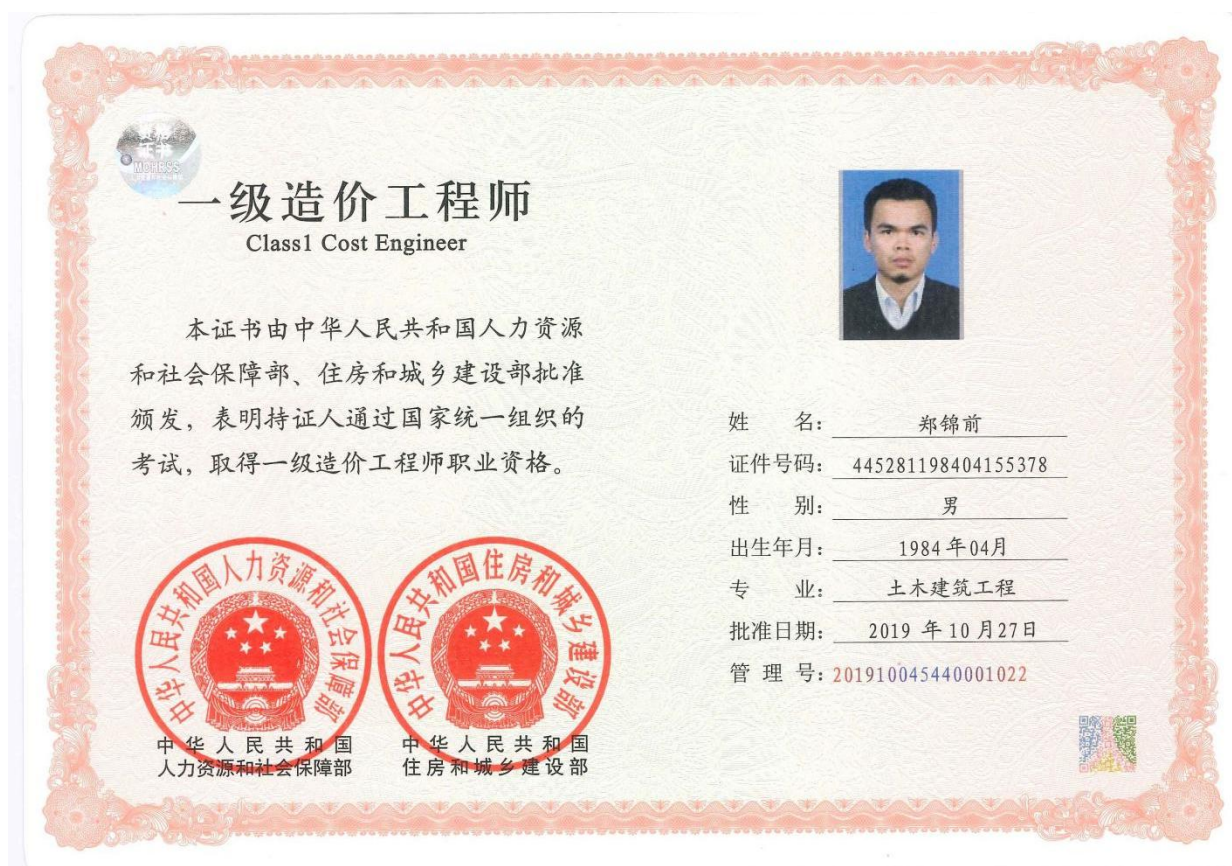 一级造价工程师
Class1 Cost Engineer
本证书由中华人民共和国人力资源
和社会保障部、住房和城乡建设部批准
颁发，表明持证人通过国家统一组织的
考试，取得一级造价工程师职业资格。
中华人民共和国人力资源和社会保障部
中华人民共和国住房和城乡建设部
中华人民共和国
人力资源和社会保障部
中华人民共和国
住房和城乡建设部
姓 名：郑锦前
证件号码：445281198404155378
性 别：男
出生年月：1984年04月
专 业：土木建筑工程
批准日期：2019 年 10 月27日
管 理 号：201910045440001022